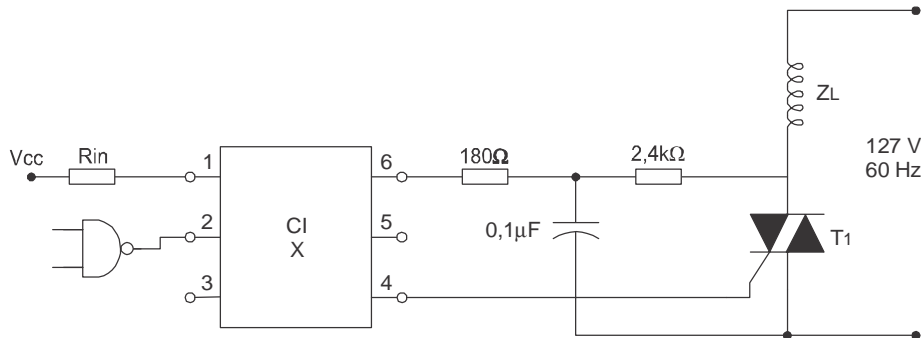 ZL
127 V
60 Hz
Vcc
Rin
1
6
180Ω
2,4kΩ
2
CI
X
5
0,1μF
T1
3
4